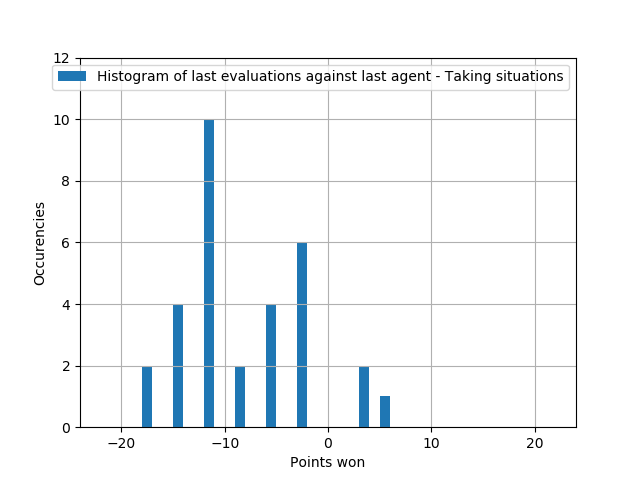 12
Histogram of last evaluations against last agent - Taking situations
10
8
6
4
2
0
Occurencies
−20 −10 0 10 20
Points won